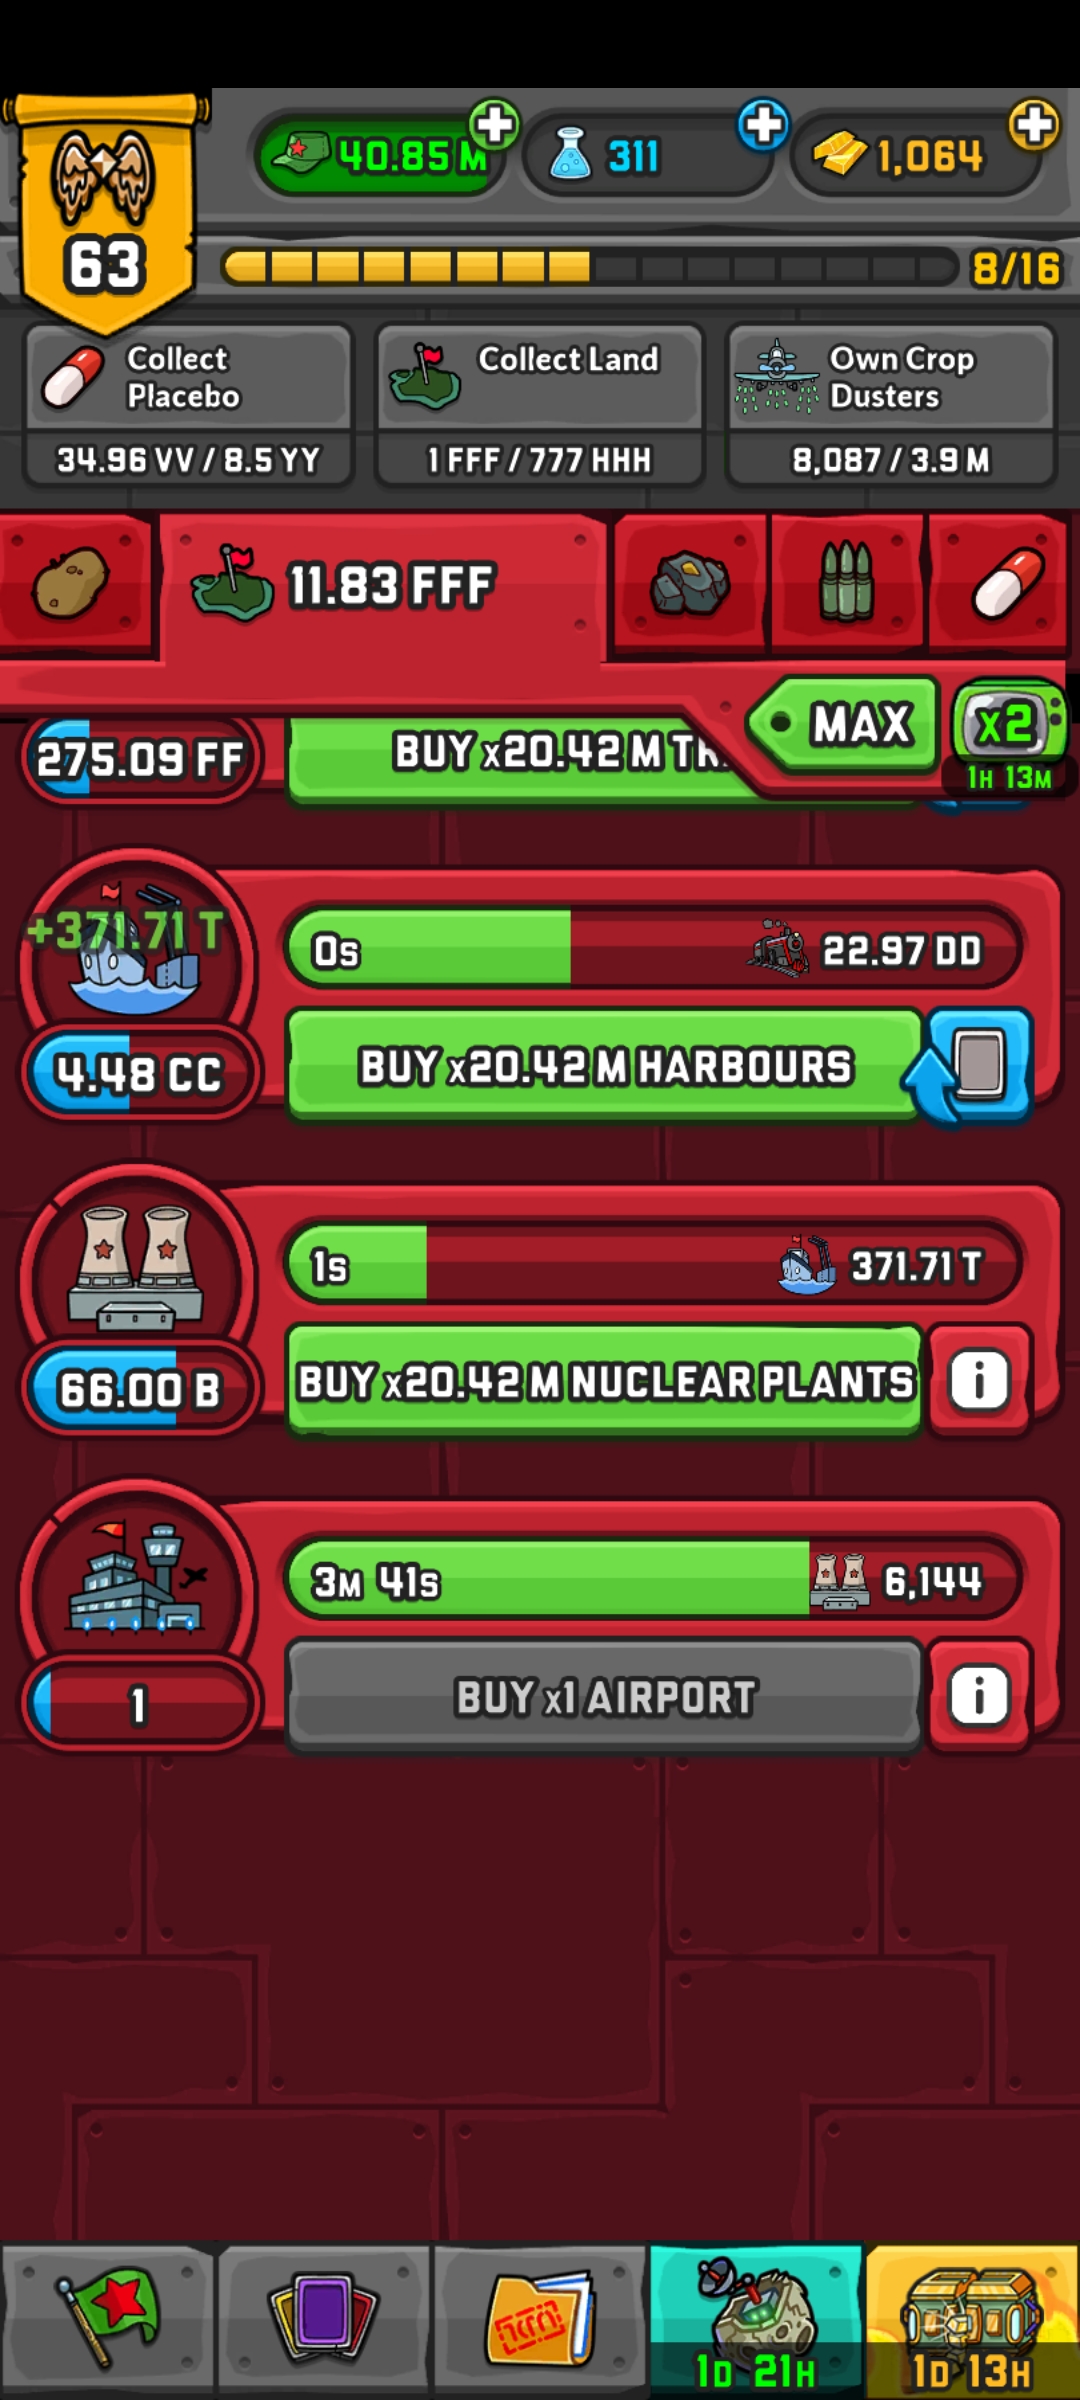 40.85 M
311
1,064
63
8/16
Collect
Placebo
34.96 VV / 8.5 YY
Collect Land
1 FFF / 777 HHH
Own Crop
Dusters
8,087 / 3.9 M
11.83 FFF
MAX
x2
1H 13M
275.09 FF
BUY x20.42 M
+371.71 T
0s
22.97 DD
4.48 CC
BUY x20.42 M HARBOURS
1s
371.71 T
66.00 B
BUY x20.42 M NUCLEAR PLANTS
i
3M 41s
6,144
1
BUY x1 AIRPORT
i
1D 21H
1D 13H